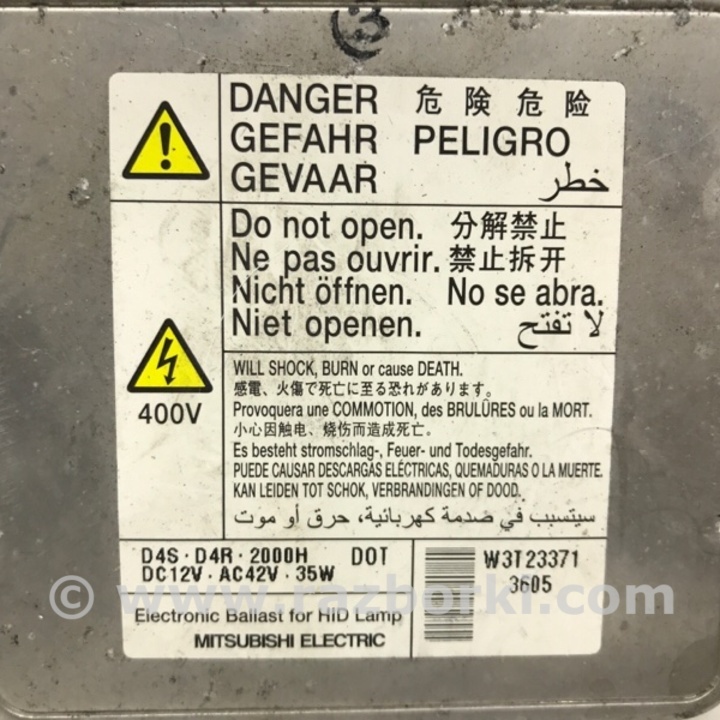 3
DANGER 危険危险
GEFAHR PELIGRO
GEVAAR خطر
Do not open. 分解禁止
Ne pas ouvrir. 禁止拆开
Nicht öffnen. No se abra.
Niet openen. لا تفتح
400V
WILL SHOCK, BURN or cause DEATH.
感電、火傷で死亡に至る恐れがあります。
Provoquera une COMMOTION, des BRULÛRES ou la MORT.
小心因触电、烧伤而造成死亡。
Es besteht stromschlag-, Feuer- und Todesgefahr.
PUEDE CAUSAR DESCARGAS ELÉCTRICAS, QUEMADURAS O LA MUERTE.
KAN LEIDEN TOT SCHOK, VERBRANDINGEN OF DOOD.
سيتسبب في صدمة كهربائية، حرق أو موت
D4S·D4R·2000H DOT
DC12V·AC42V·35W
W3T23371
3605
© www.razborki.com
Electronic Ballast for HID Lamp
MITSUBISHI ELECTRIC